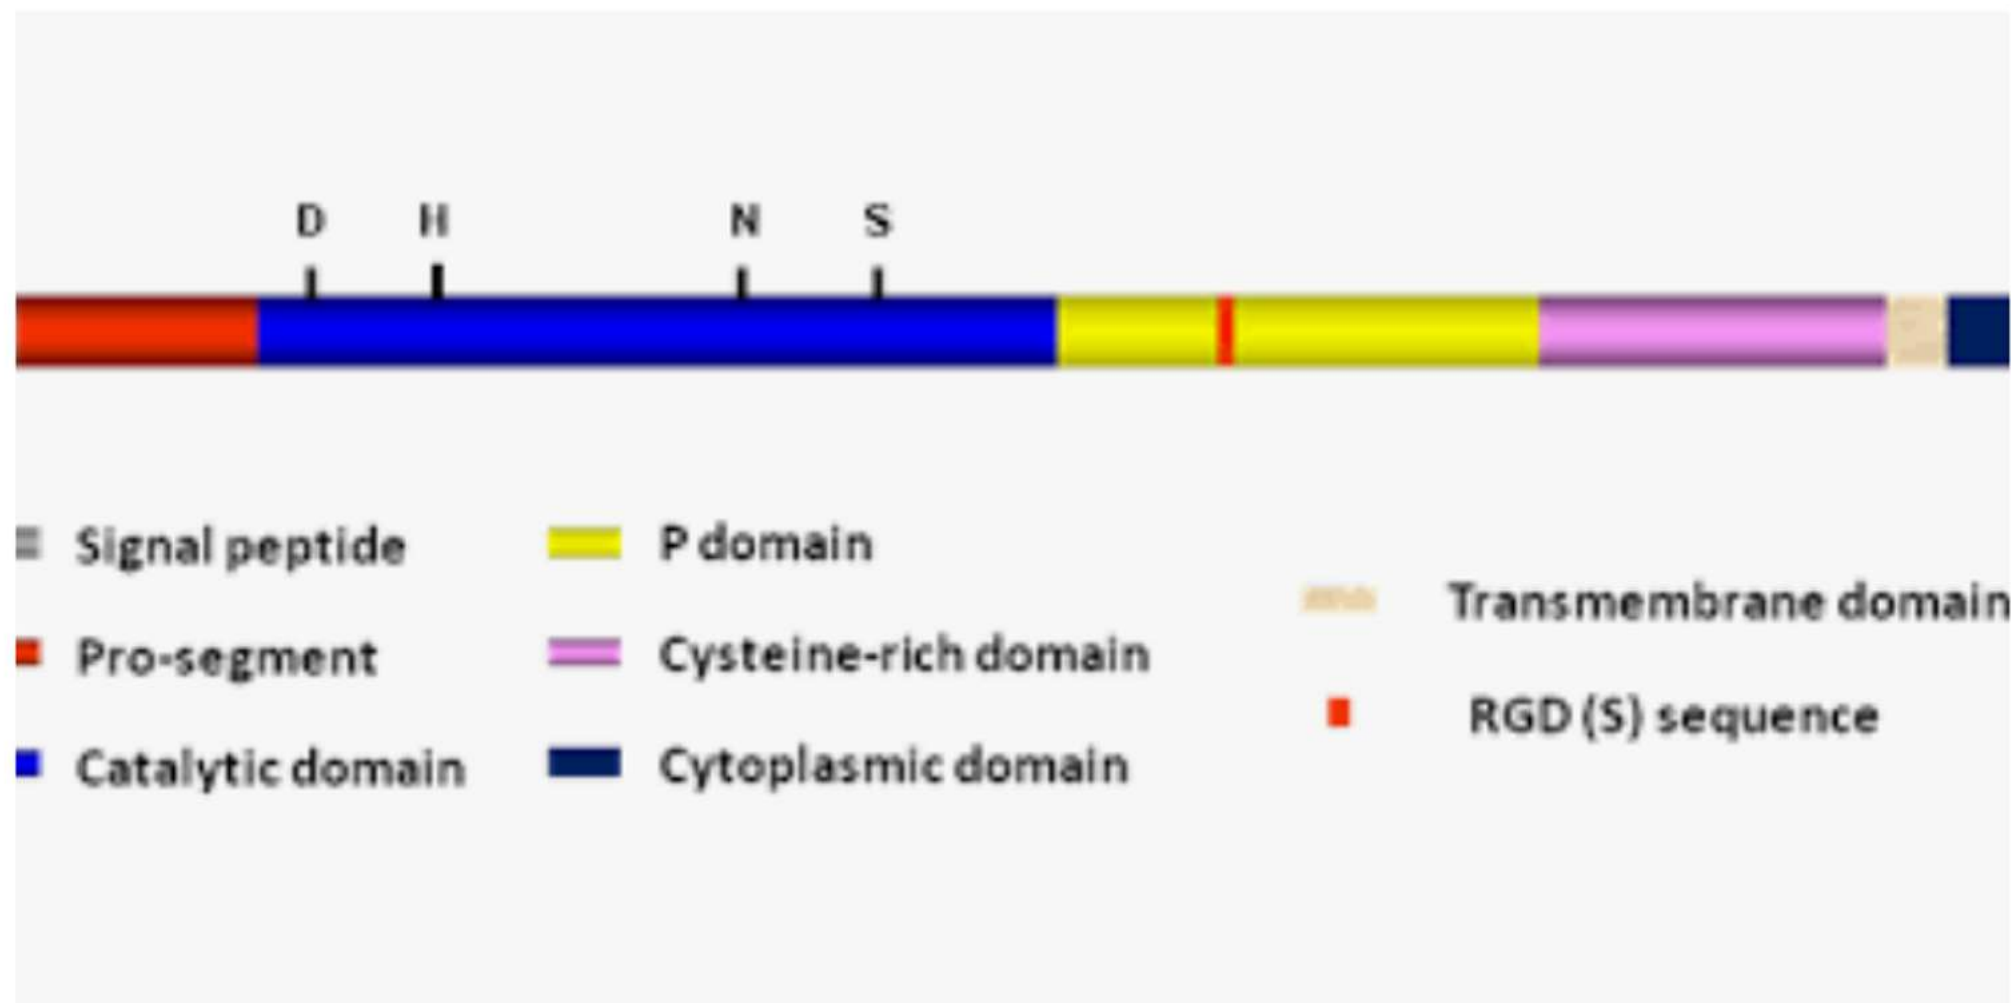 D H N S
Signal peptide
P domain
Transmembrane domain
Pro-segment
Cysteine-rich domain
RGD (S) sequence
Catalytic domain
Cytoplasmic domain